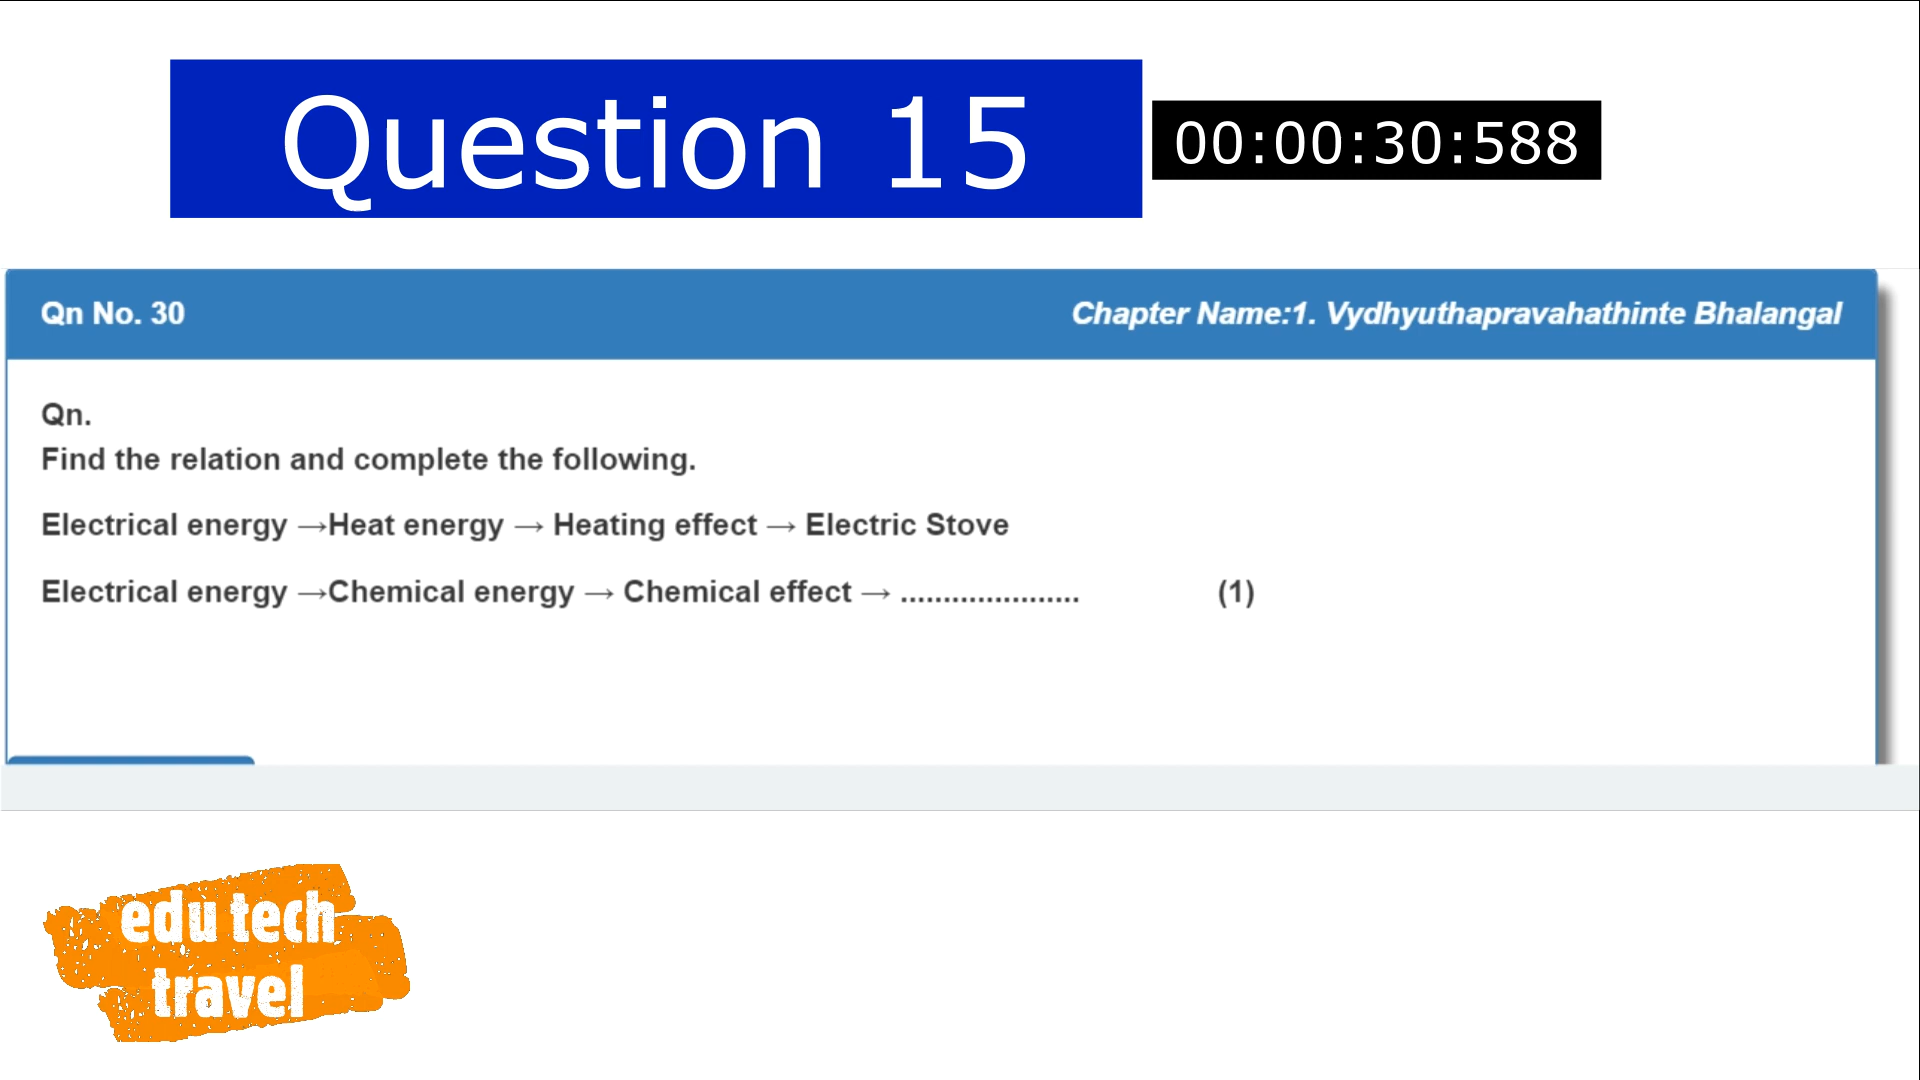 Question 15
00:00:30:588
Qn No. 30
Chapter Name:1. Vydhyuthapravahathinte Bhalangal
Qn.
Find the relation and complete the following.
Electrical energy →Heat energy → Heating effect → Electric Stove
Electrical energy →Chemical energy → Chemical effect → ..................... (1)
edu tech
travel